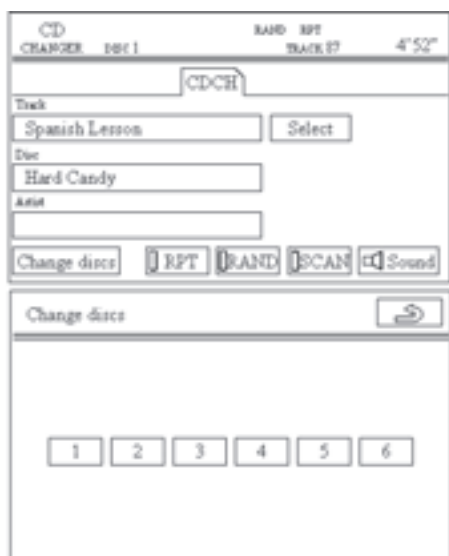 CD RAND RPT
CHANGER DISC 1 TRACK 87 4'52"
CDCH
Track
Spanish Lesson Select
Disc
Hard Candy
Artist
Change discs RPT RAND SCAN Sound
Change discs
1 2 3 4 5 6